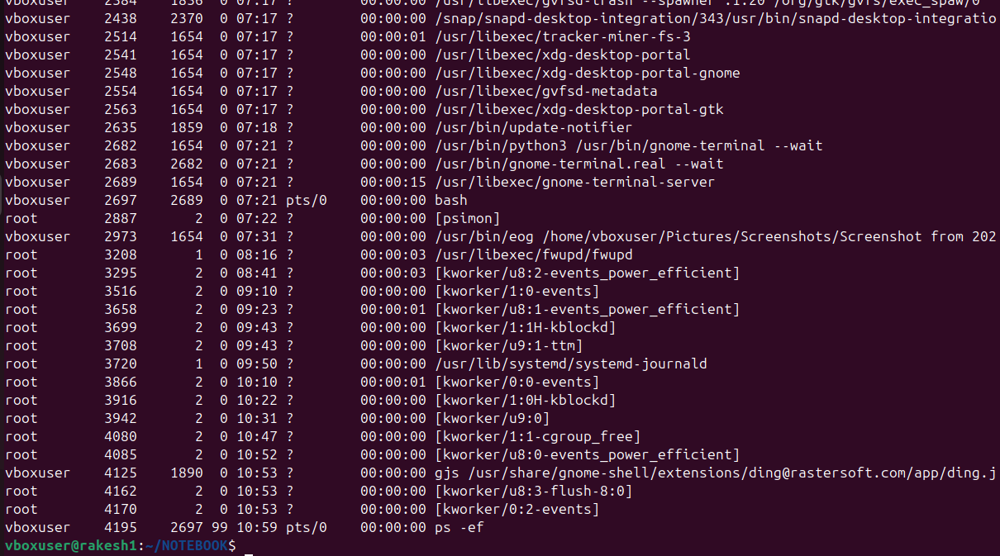 vboxuser 2384 1836 0 07:17 ? 00:00:00 /usr/libexec/gvfsd-trash --spawner :1.20 /org/gtk/gvfs/exec_spaw/0
vboxuser 2438 2370 0 07:17 ? 00:00:00 /snap/snapd-desktop-integration/343/usr/bin/snapd-desktop-integratio
vboxuser 2514 1654 0 07:17 ? 00:00:01 /usr/libexec/tracker-miner-fs-3
vboxuser 2541 1654 0 07:17 ? 00:00:00 /usr/libexec/xdg-desktop-portal
vboxuser 2548 1654 0 07:17 ? 00:00:00 /usr/libexec/xdg-desktop-portal-gnome
vboxuser 2554 1654 0 07:17 ? 00:00:00 /usr/libexec/gvfsd-metadata
vboxuser 2563 1654 0 07:17 ? 00:00:00 /usr/libexec/xdg-desktop-portal-gtk
vboxuser 2635 1859 0 07:18 ? 00:00:00 /usr/bin/update-notifier
vboxuser 2682 1654 0 07:21 ? 00:00:00 /usr/bin/python3 /usr/bin/gnome-terminal --wait
vboxuser 2683 2682 0 07:21 ? 00:00:00 /usr/bin/gnome-terminal.real --wait
vboxuser 2689 1654 0 07:21 ? 00:00:15 /usr/libexec/gnome-terminal-server
vboxuser 2697 2689 0 07:21 pts/0 00:00:00 bash
root 2887 2 0 07:22 ? 00:00:00 [psimon]
vboxuser 2973 1654 0 07:31 ? 00:00:00 /usr/bin/eog /home/vboxuser/Pictures/Screenshots/Screenshot from 202
root 3208 1 0 08:16 ? 00:00:03 /usr/libexec/fwupd/fwupd
root 3295 2 0 08:41 ? 00:00:03 [kworker/u8:2-events_power_efficient]
root 3516 2 0 09:10 ? 00:00:00 [kworker/1:0-events]
root 3658 2 0 09:23 ? 00:00:01 [kworker/u8:1-events_power_efficient]
root 3699 2 0 09:43 ? 00:00:00 [kworker/1:1H-kblockd]
root 3708 2 0 09:43 ? 00:00:00 [kworker/u9:1-ttm]
root 3720 1 0 09:50 ? 00:00:00 /usr/lib/systemd/systemd-journald
root 3866 2 0 10:10 ? 00:00:01 [kworker/0:0-events]
root 3916 2 0 10:22 ? 00:00:00 [kworker/1:0H-kblockd]
root 3942 2 0 10:31 ? 00:00:00 [kworker/u9:0]
root 4080 2 0 10:47 ? 00:00:00 [kworker/1:1-cgroup_free]
root 4085 2 0 10:52 ? 00:00:00 [kworker/u8:0-events_power_efficient]
vboxuser 4125 1890 0 10:53 ? 00:00:00 gjs /usr/share/gnome-shell/extensions/ding@rastersoft.com/app/ding.j
root 4162 2 0 10:53 ? 00:00:00 [kworker/u8:3-flush-8:0]
root 4170 2 0 10:53 ? 00:00:00 [kworker/0:2-events]
vboxuser 4195 2697 99 10:59 pts/0 00:00:00 ps -ef
vboxuser@rakesh1:~/NOTEBOOK$